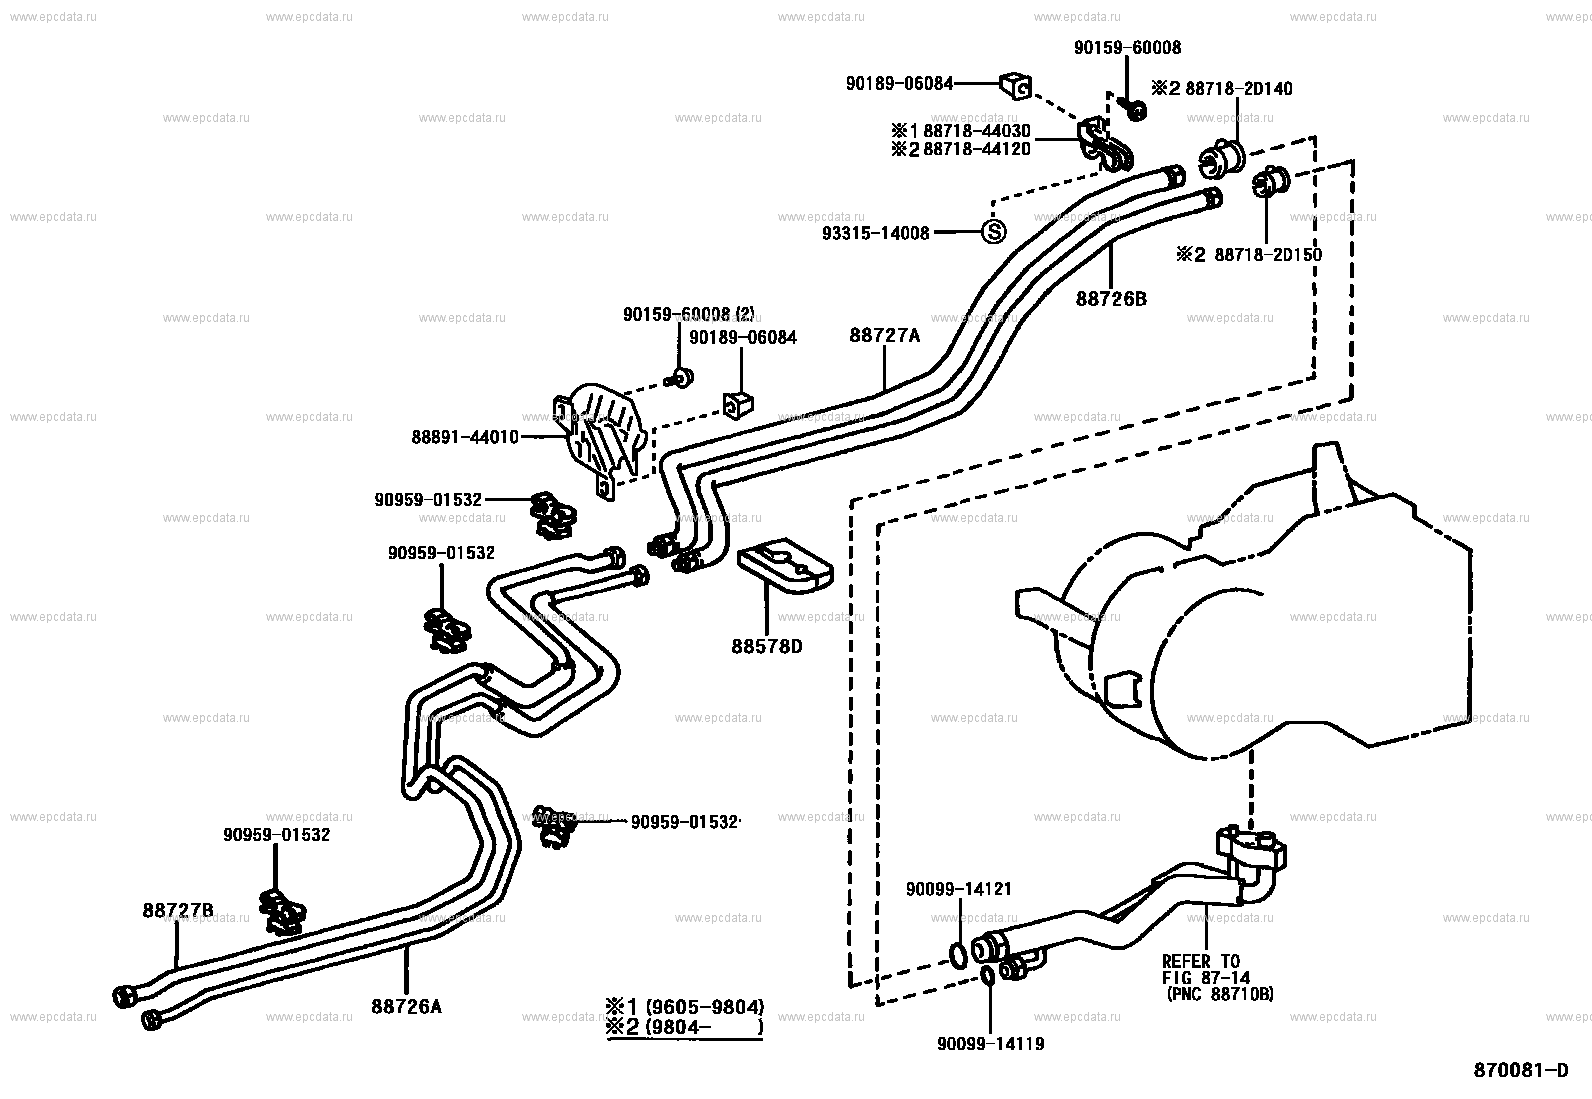 www.epcdata.ru
90159-60008
90189-06084
※2 88718-2D140
※1 88718-44030
※2 88718-44120
93315-14008
S
※2 88718-2D150
88726B
90159-60008 (2)
90189-06084
88727A
88891-44010
90959-01532
90959-01532
88578D
90959-01532
90959-01532
88727B
88726A
90099-14121
REFER TO
FIG 87-14
(PNC 88710B)
90099-14119
※1 (9605-9804)
※2 (9804- )
870081-D